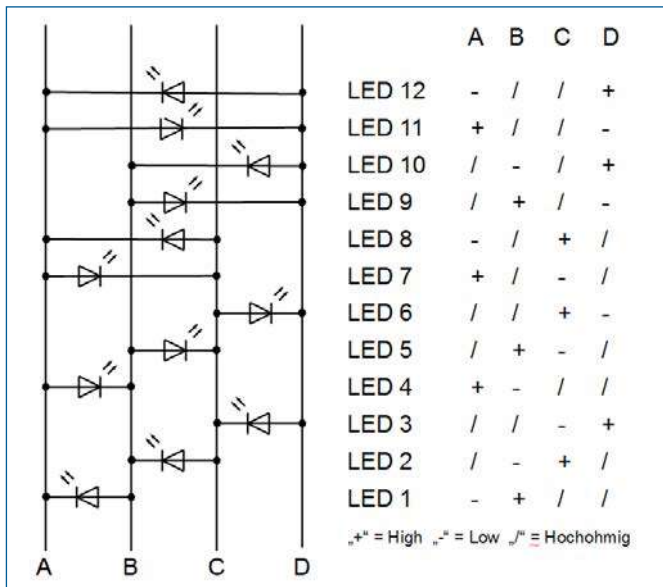 A B C D
LED 12 - / / +
LED 11 + / / -
LED 10 / - / +
LED 9 / + / -
LED 8 - / + /
LED 7 + / - /
LED 6 / / + -
LED 5 / + - /
LED 4 + - / /
LED 3 / / - +
LED 2 / - + /
LED 1 - + / /
„+“ = High „-“ = Low „/“ = Hochohmig
A B C D